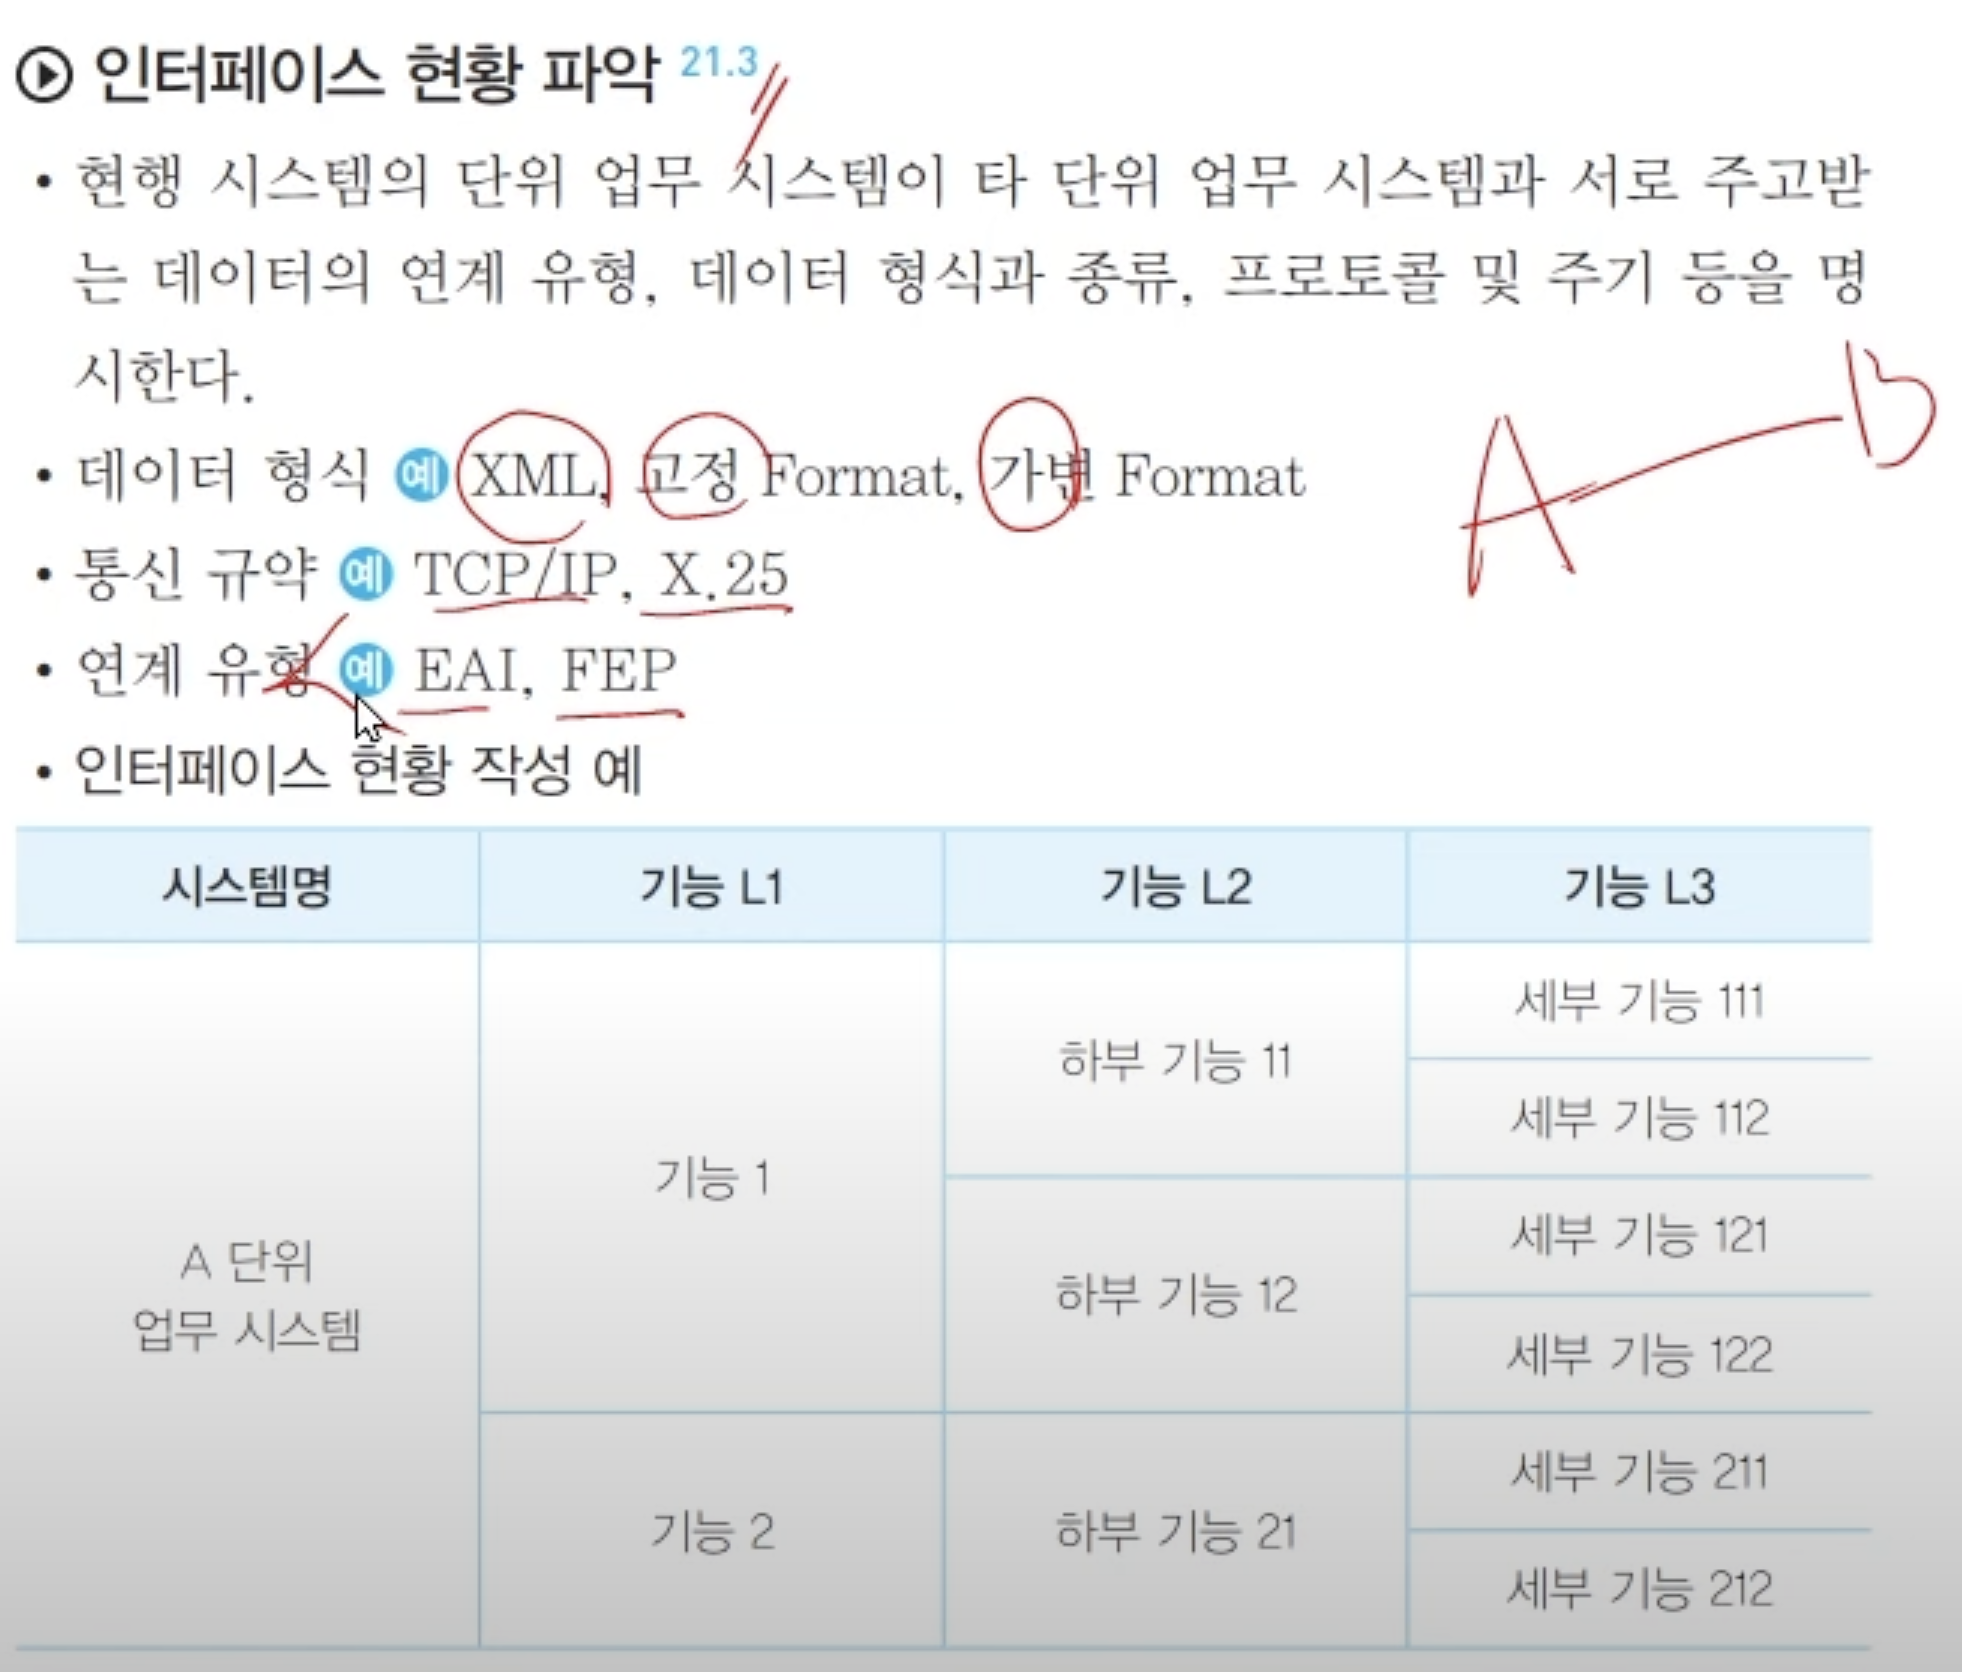 인터페이스 현황 파악 21.3
• 현행 시스템의 단위 업무 시스템이 타 단위 업무 시스템과 서로 주고받
는 데이터의 연계 유형, 데이터 형식과 종류, 프로토콜 및 주기 등을 명
시한다.
• 데이터 형식 예 XML, 고정 Format, 가변 Format
A B
• 통신 규약 예 TCP/IP, X.25
• 연계 유형 예 EAI, FEP
• 인터페이스 현황 작성 예
시스템명 기능 L1 기능 L2 기능 L3
세부 기능 111
하부 기능 11
세부 기능 112
기능 1
세부 기능 121
A 단위
업무 시스템
하부 기능 12
세부 기능 122
세부 기능 211
기능 2 하부 기능 21
세부 기능 212